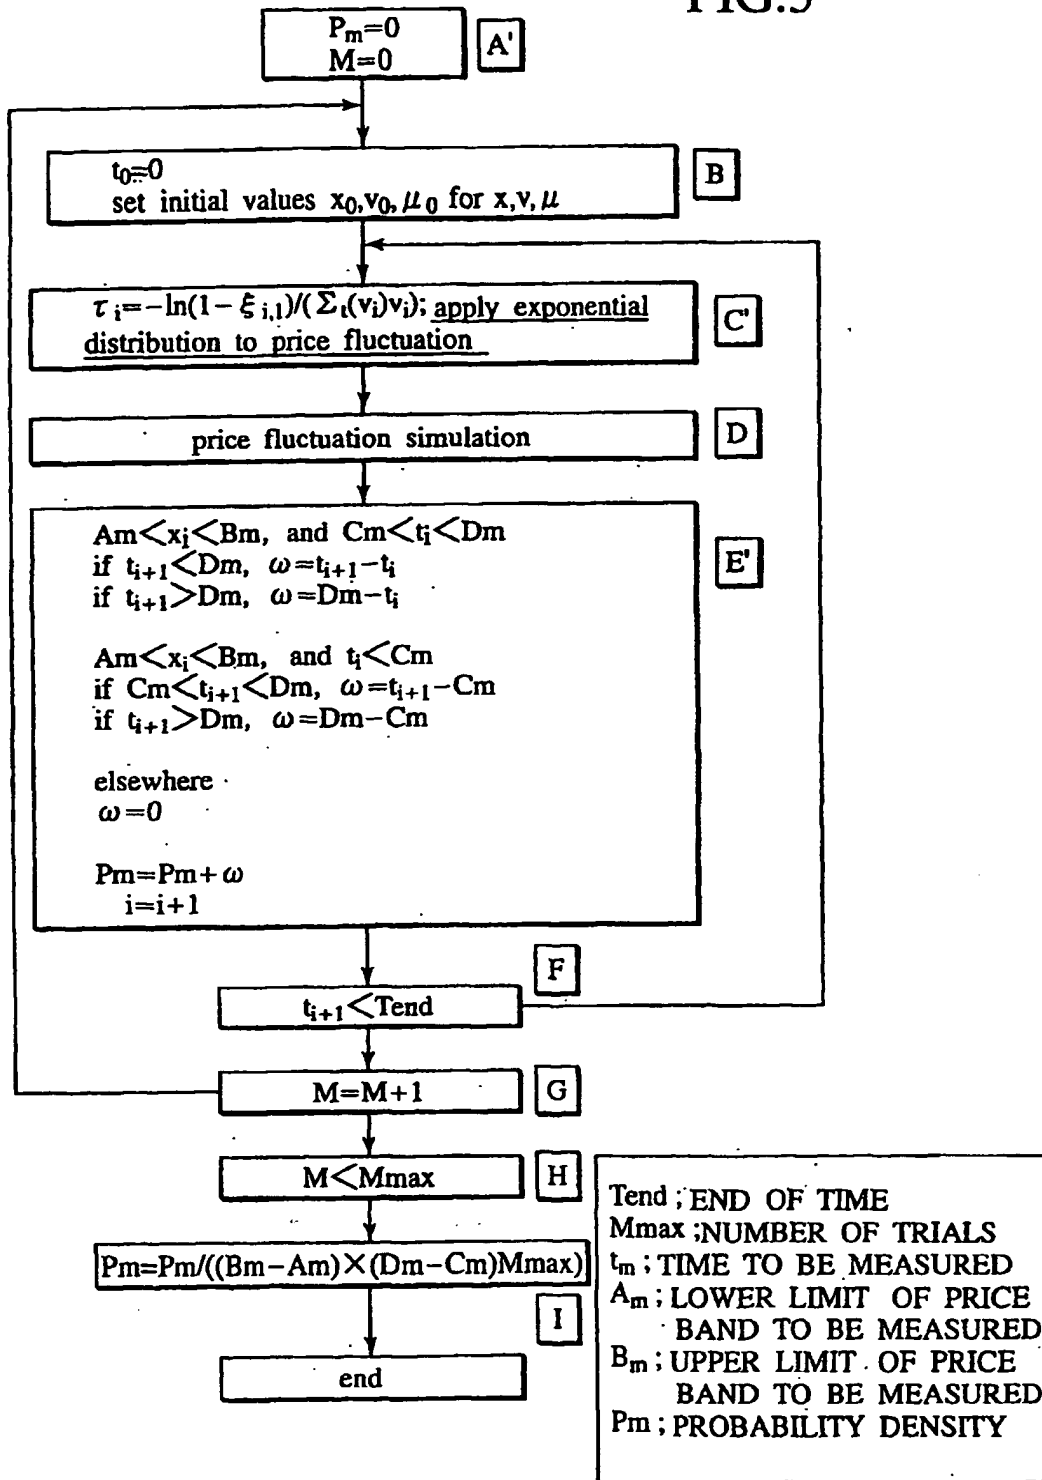 FIG.5
Pₘ=0
M=0
A'
t₀=0
set initial values x₀,v₀,μ₀ for x,v,μ
B
τᵢ=−ln(1−ξᵢ,₁)/(Σₜ(vᵢ)vᵢ); apply exponential
distribution to price fluctuation
C'
price fluctuation simulation
D
Am<xᵢ<Bm, and Cm<tᵢ<Dm
if tᵢ₊₁<Dm, ω=tᵢ₊₁−tᵢ
if tᵢ₊₁>Dm, ω=Dm−tᵢ
Am<xᵢ<Bm, and tᵢ<Cm
if Cm<tᵢ₊₁<Dm, ω=tᵢ₊₁−Cm
if tᵢ₊₁>Dm, ω=Dm−Cm
elsewhere
ω=0
Pm=Pm+ω
i=i+1
E'
F
tᵢ₊₁<Tend
M=M+1
G
M<Mmax
H
Pm=Pm/((Bm−Am)×(Dm−Cm)Mmax)
I
end
Tend ; END OF TIME
Mmax ; NUMBER OF TRIALS
tₘ ; TIME TO BE MEASURED
Aₘ ; LOWER LIMIT OF PRICE
BAND TO BE MEASURED
Bₘ ; UPPER LIMIT OF PRICE
BAND TO BE MEASURED
Pm ; PROBABILITY DENSITY